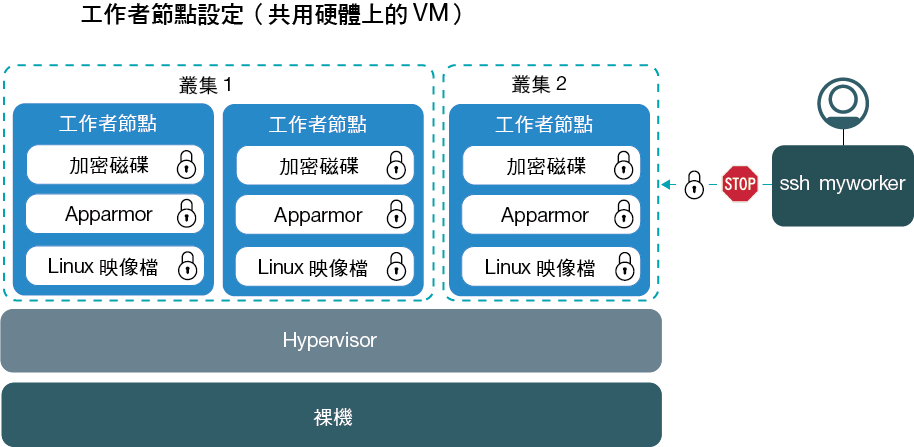 工作者節點設定（共用硬體上的 VM）
叢集 1
叢集 2
工作者節點
工作者節點
工作者節點
加密磁碟
加密磁碟
加密磁碟
STOP
ssh myworker
Apparmor
Apparmor
Apparmor
Linux 映像檔
Linux 映像檔
Linux 映像檔
Hypervisor
裸機